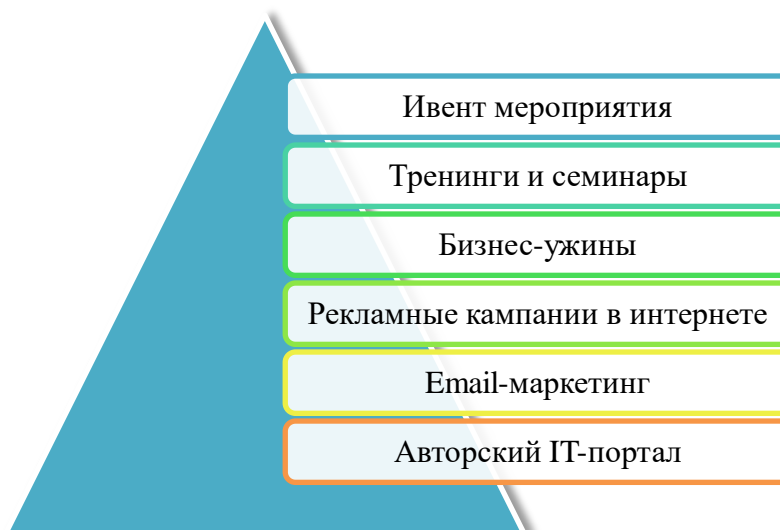 Ивент мероприятия
Тренинги и семинары
Бизнес-ужины
Рекламные кампании в интернете
Email-маркетинг
Авторский IT-портал